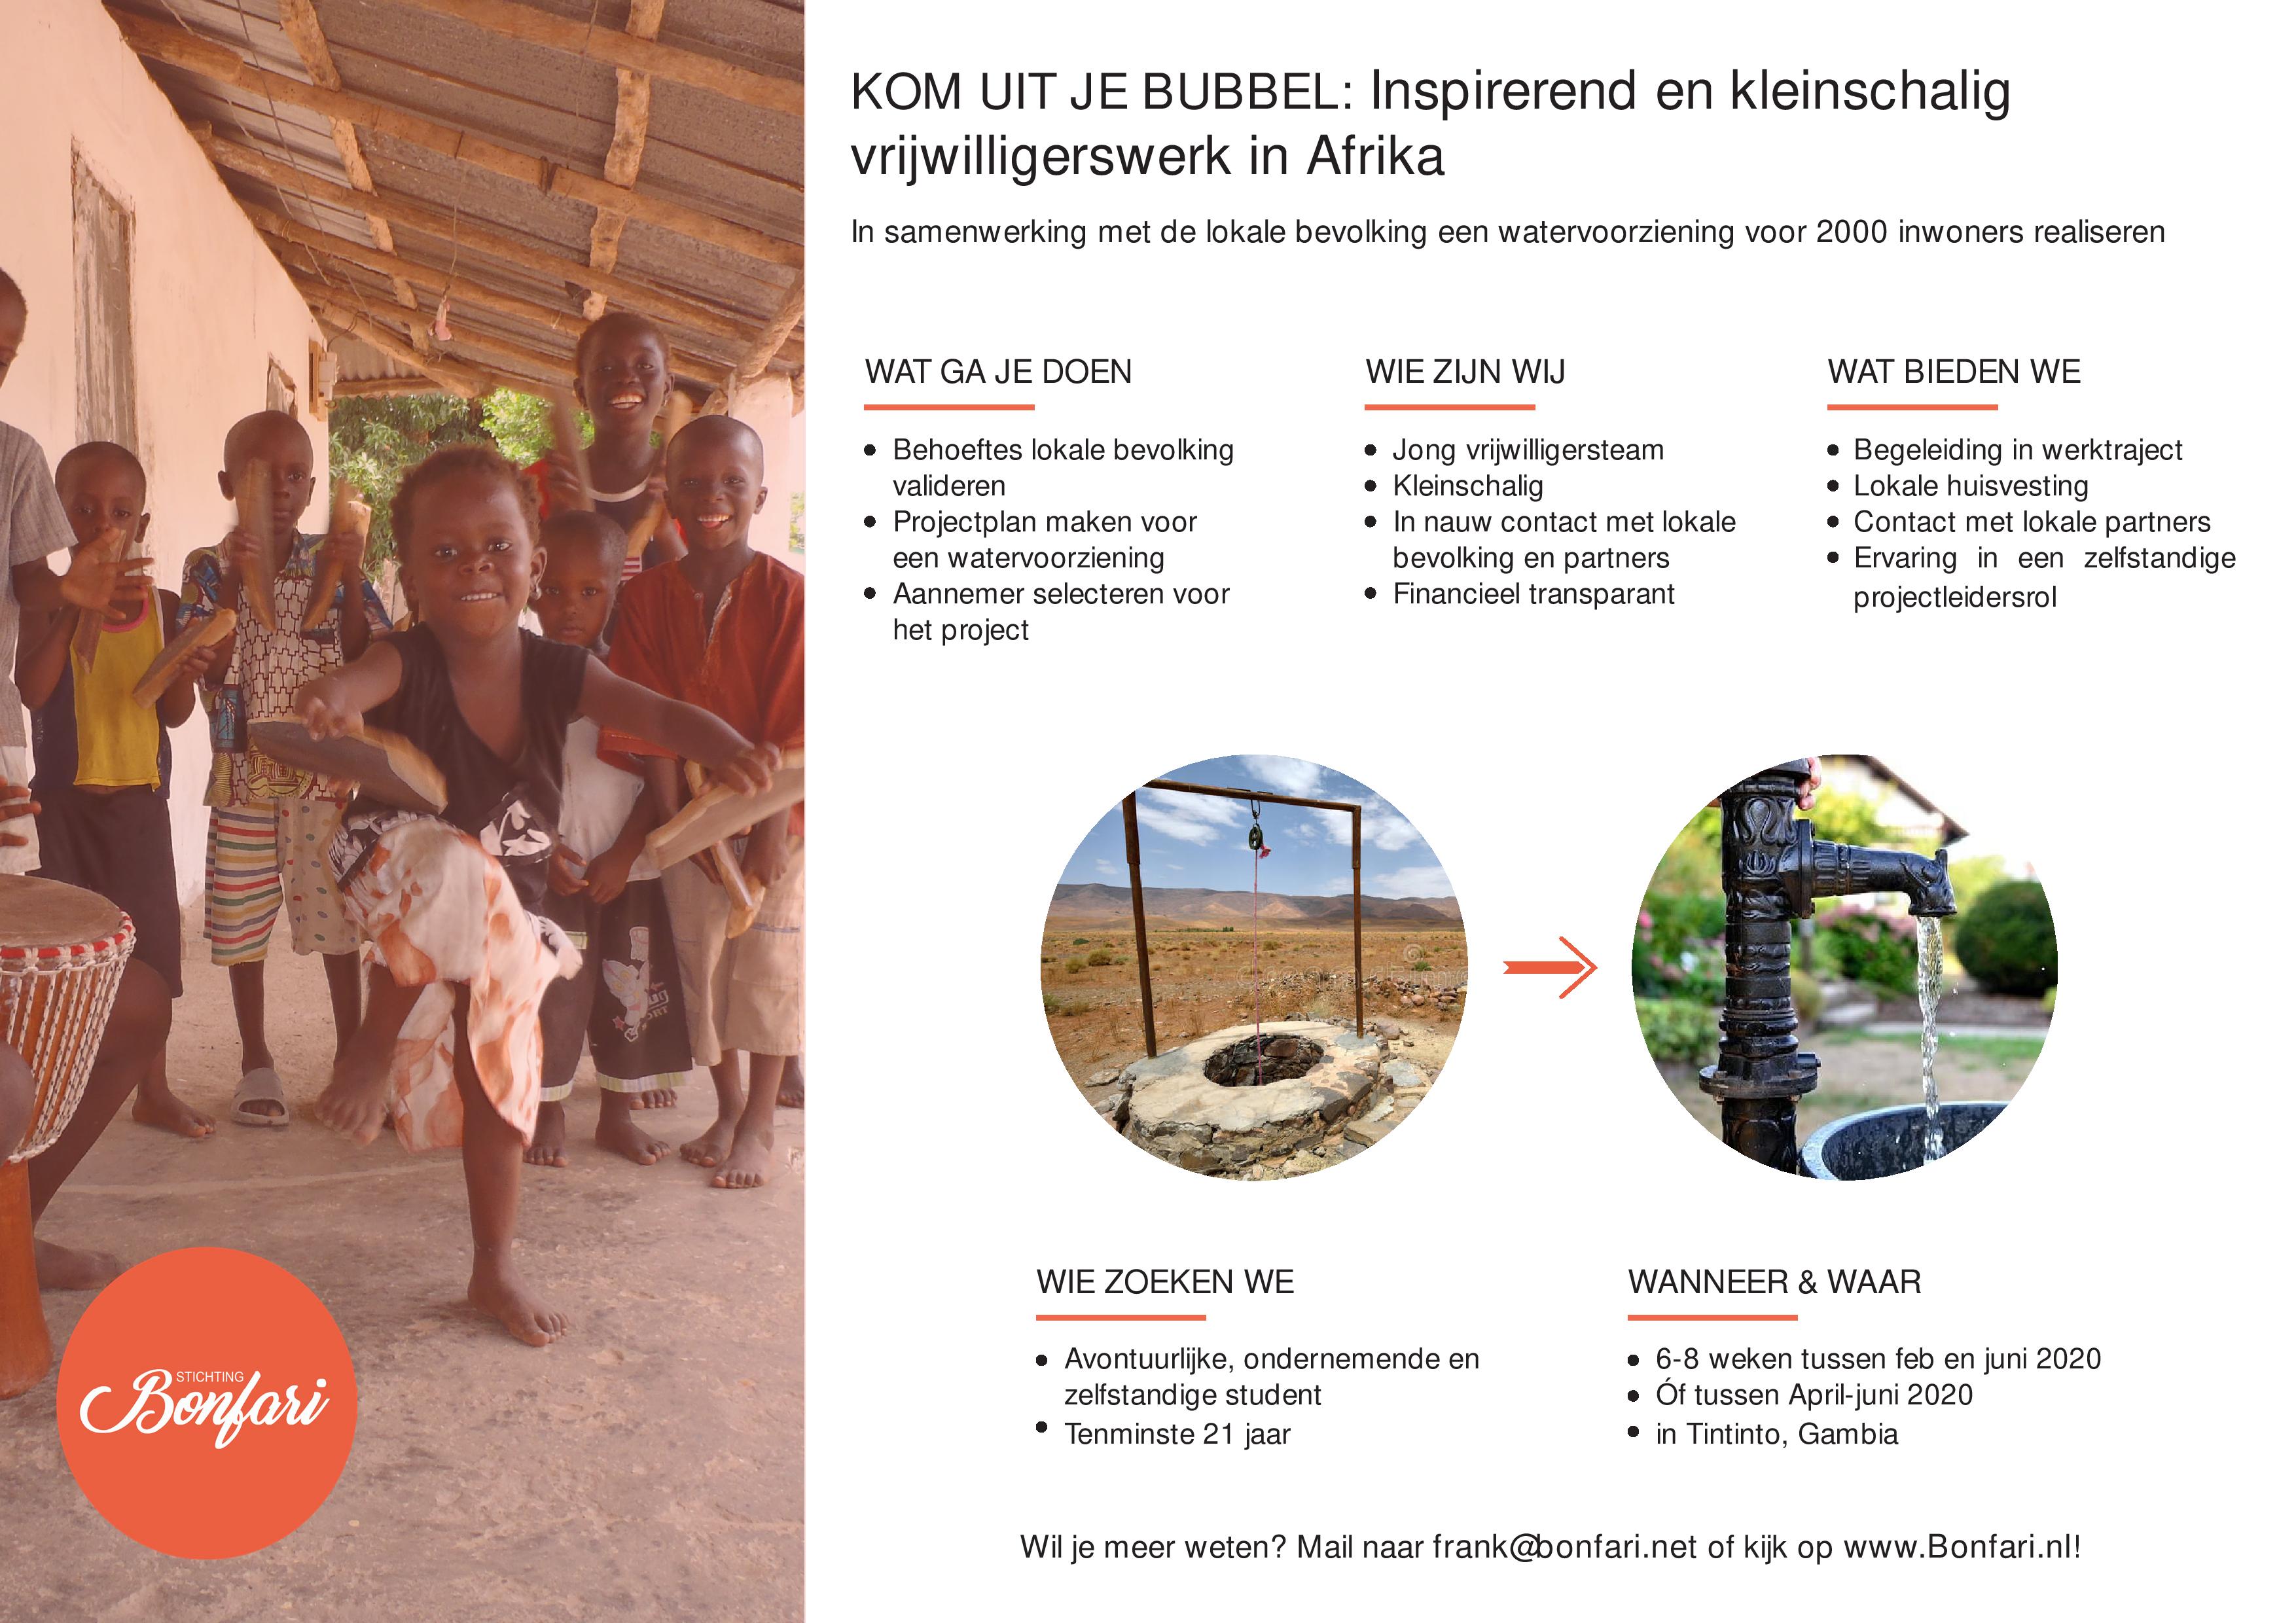 KOM UIT JE BUBBEL: Inspirerend en kleinschalig
vrijwilligerswerk in Afrika
In samenwerking met de lokale bevolking een watervoorziening voor 2000 inwoners realiseren
WAT GA JE DOEN
Behoeftes lokale bevolking
valideren
Projectplan maken voor
een watervoorziening
Aannemer selecteren voor
het project
WIE ZIJN WIJ
Jong vrijwilligersteam
Kleinschalig
In nauw contact met lokale
bevolking en partners
Financieel transparant
WAT BIEDEN WE
Begeleiding in werktraject
Lokale huisvesting
Contact met lokale partners
Ervaring in een zelfstandige
projectleidersrol
WIE ZOEKEN WE
Avontuurlijke, ondernemende en
zelfstandige student
Tenminste 21 jaar
WANNEER & WAAR
6-8 weken tussen feb en juni 2020
Óf tussen April-juni 2020
in Tintinto, Gambia
STICHTING
Bonfari
Wil je meer weten? Mail naar frank@bonfari.net of kijk op www.Bonfari.nl!